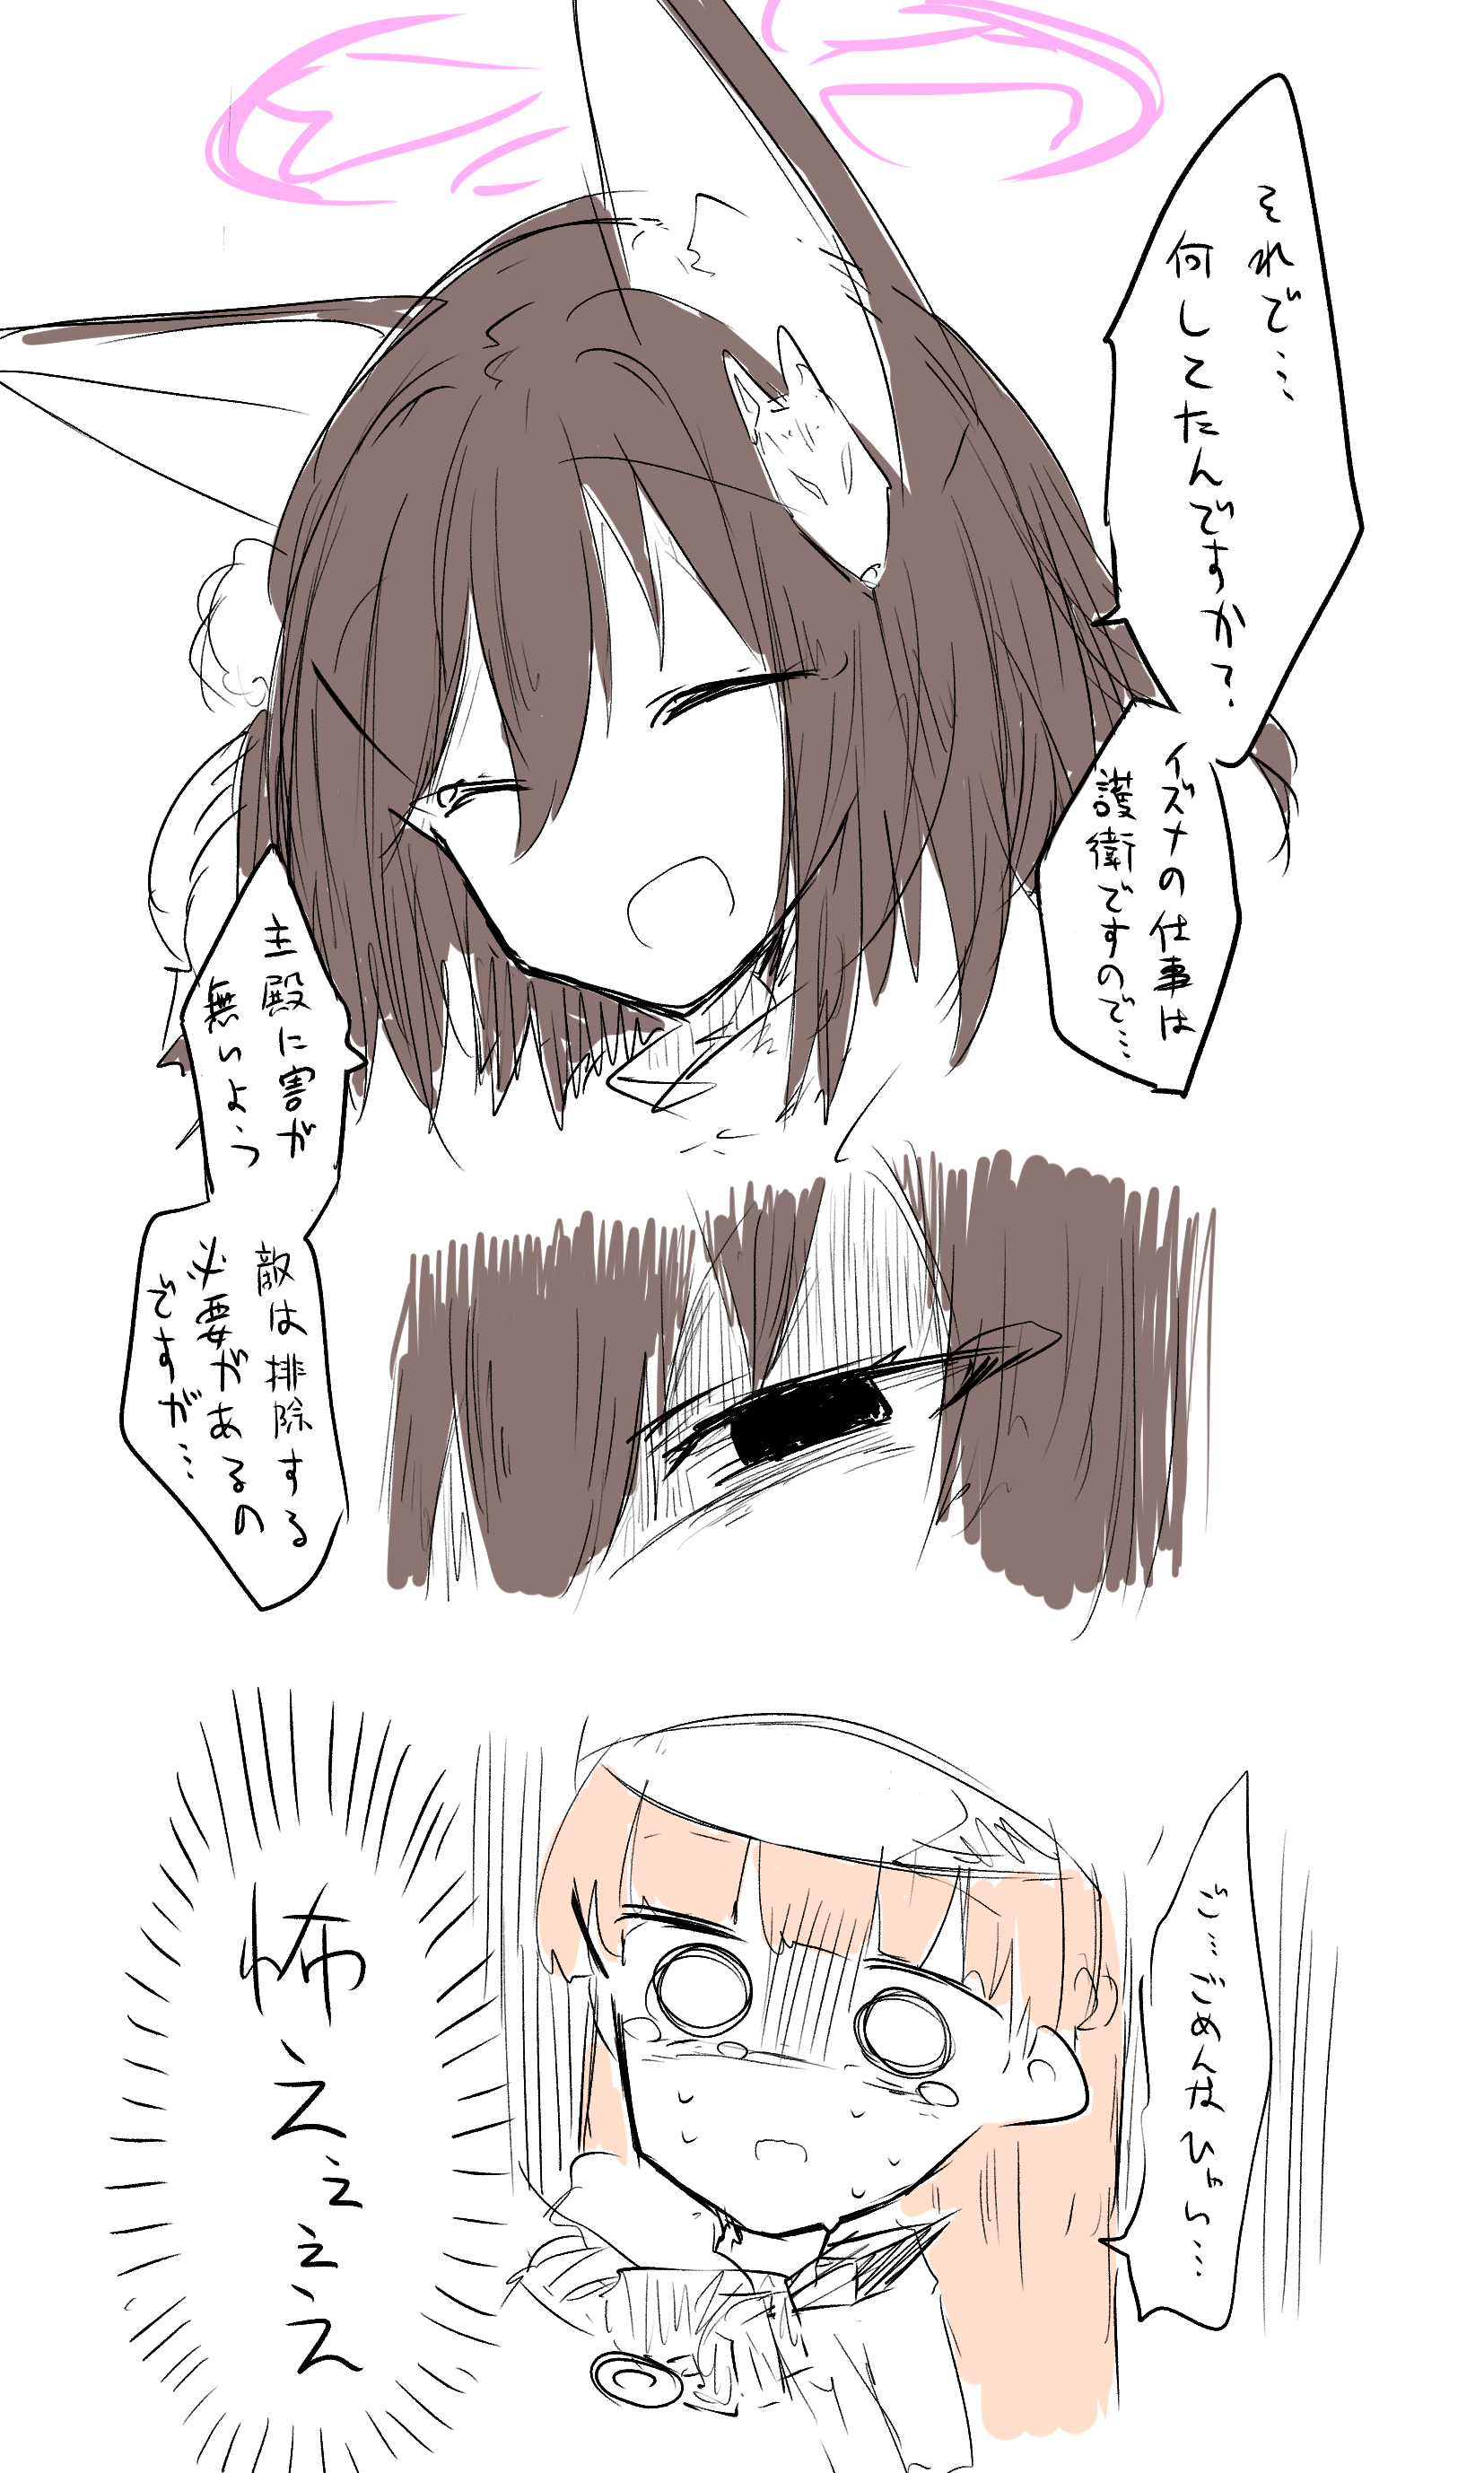 それで…
何してたんですか?
イズナの仕事は
護衛ですので…
主殿に害が
無いよう
敵は排除する
必要があるの
ですが…
ご…ごめんなひゃい…
怖えぇぇえ